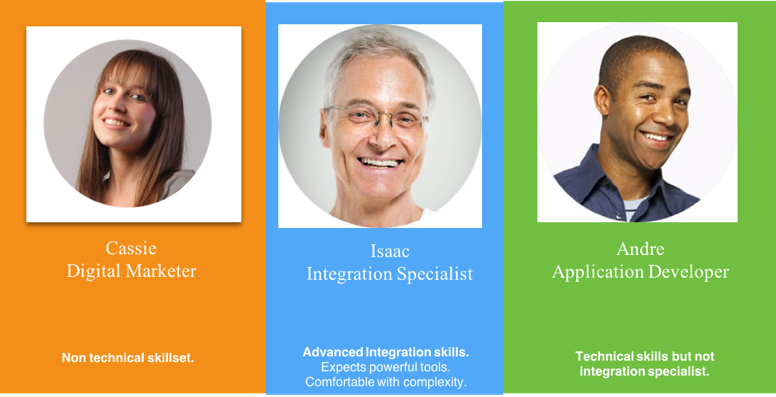 Cassie
Digital Marketer
Non technical skillset.
Isaac
Integration Specialist
Advanced Integration skills.
Expects powerful tools.
Comfortable with complexity.
Andre
Application Developer
Technical skills but not
integration specialist.